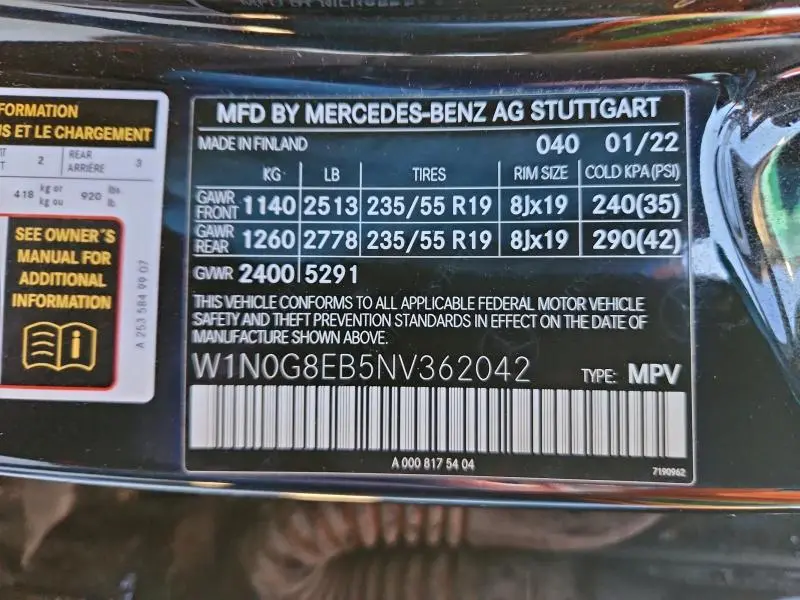 FORMATION
US ET LE CHARGEMENT
2 REAR ARRIÈRE 3
418 kg or kg ou 920 lbs. lb.
SEE OWNER'S
MANUAL FOR
ADDITIONAL
INFORMATION
A 253 584 99 07
MFD BY MERCEDES-BENZ AG STUTTGART
MADE IN FINLAND 040 01/22
KG LB TIRES RIM SIZE COLD KPA(PSI)
GAWR FRONT 1140 2513 235/55 R19 8Jx19 240(35)
GAWR REAR 1260 2778 235/55 R19 8Jx19 290(42)
GVWR 2400 5291
THIS VEHICLE CONFORMS TO ALL APPLICABLE FEDERAL MOTOR VEHICLE
SAFETY AND THEFT PREVENTION STANDARDS IN EFFECT ON THE DATE OF
MANUFACTURE SHOWN ABOVE.
W1N0G8EB5NV362042 TYPE: MPV
A 000 817 54 04
7190962